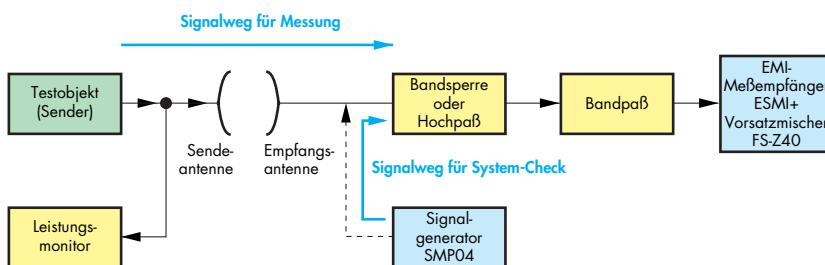 Signalweg für Messung
Testobjekt
(Sender)
Sende-
antenne
Empfangs-
antenne
Bandsperre
oder
Hochpaß
Bandpaß
EMI-
Meßempfänger
ESMI+
Vorsatzmischer
FS-Z40
Signalweg für System-Check
Leistungs-
monitor
Signal-
generator
SMP04